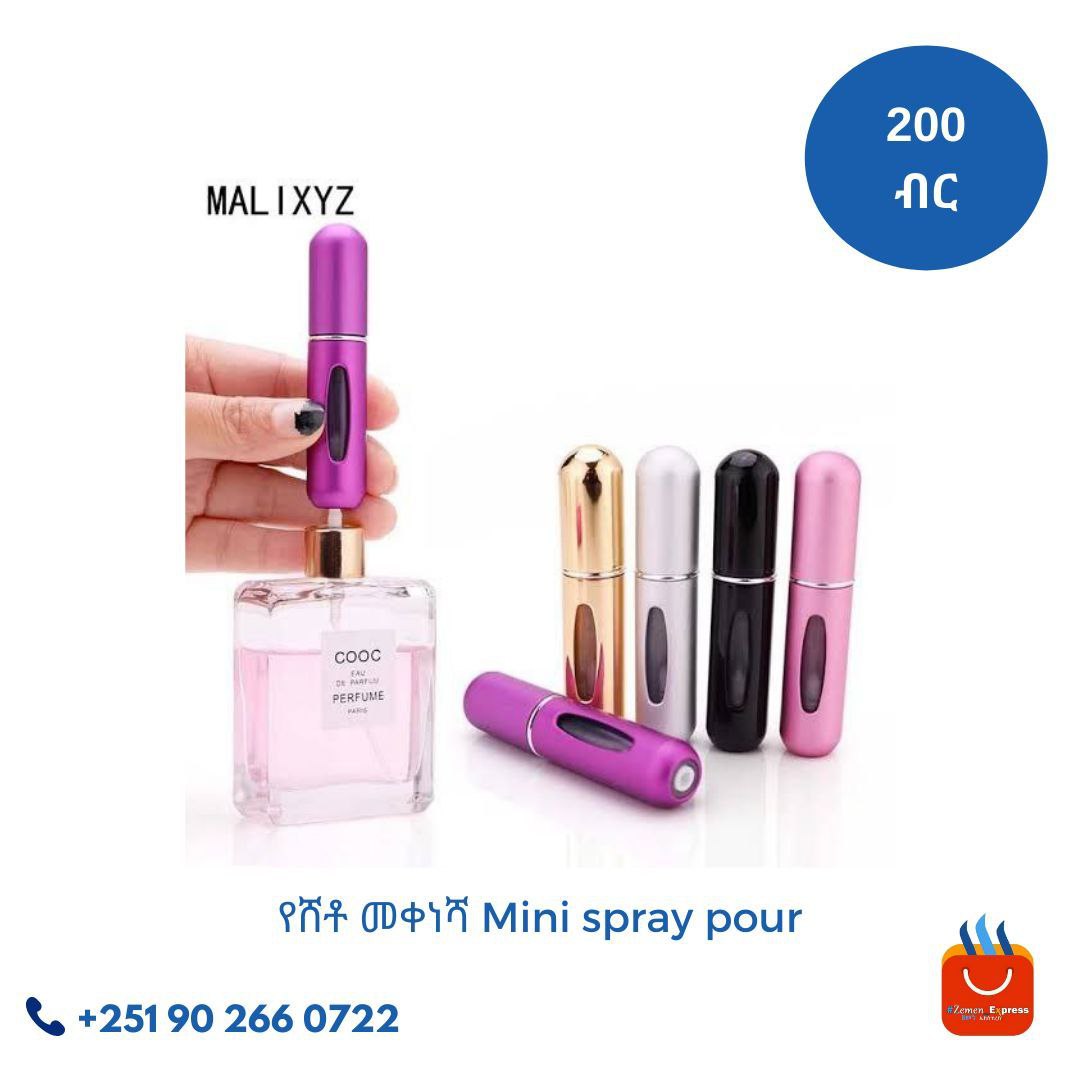 200
ብር
MALIXYZ
COOC
EAU
DE PARFUU
PERFUME
PARIS
የሽቶ መቀነሻ Mini spray pour
+251 90 266 0722
#Zemen Express